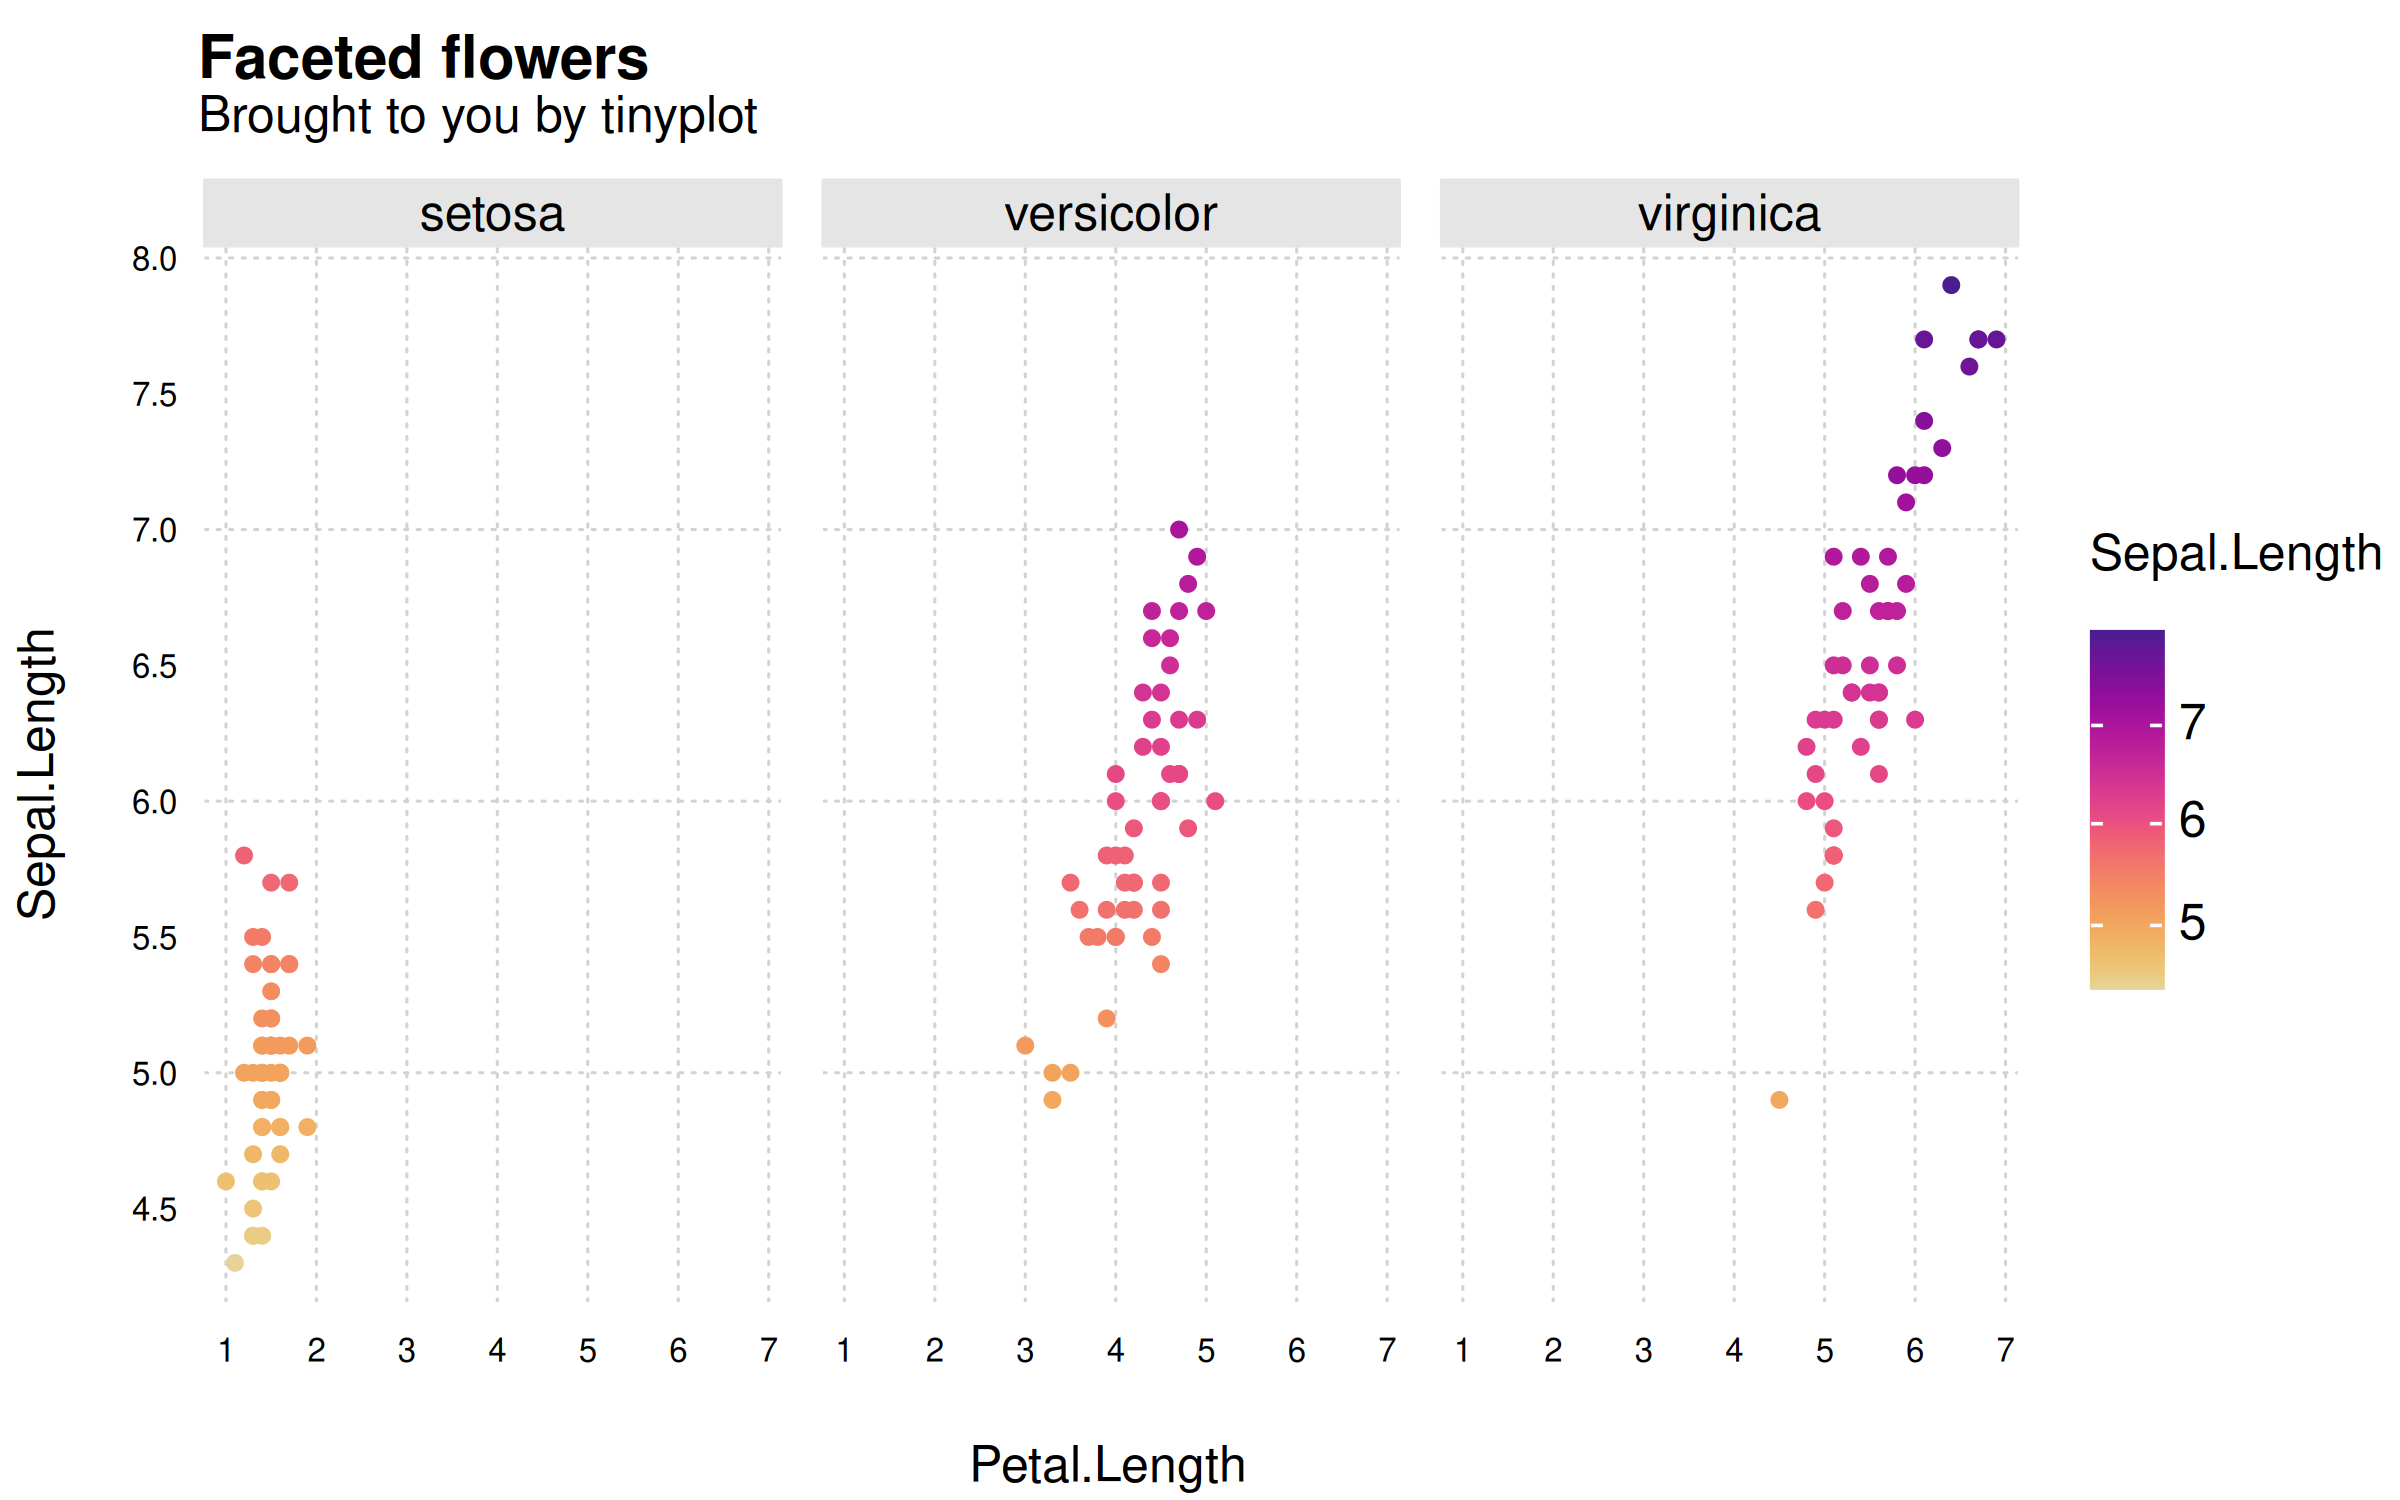 Faceted flowers
Brought to you by tinyplot
setosa versicolor virginica
8.0
7.5
7.0
6.5
6.0
5.5
5.0
4.5
Sepal.Length
1 2 3 4 5 6 7 1 2 3 4 5 6 7 1 2 3 4 5 6 7
Petal.Length
Sepal.Length
7
6
5